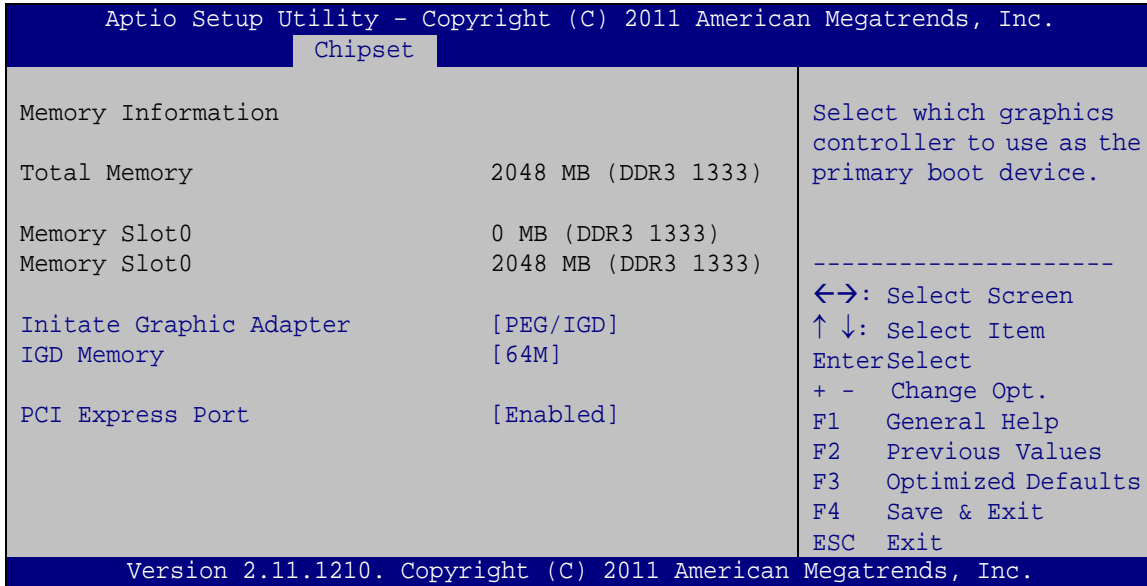 Aptio Setup Utility – Copyright (C) 2011 American Megatrends, Inc.
Chipset
Memory Information
Total Memory 2048 MB (DDR3 1333)
Memory Slot0 0 MB (DDR3 1333)
Memory Slot0 2048 MB (DDR3 1333)
Initate Graphic Adapter [PEG/IGD]
IGD Memory [64M]
PCI Express Port [Enabled]
Select which graphics
controller to use as the
primary boot device.
---------------------
←→: Select Screen
↑ ↓: Select Item
EnterSelect
+ - Change Opt.
F1 General Help
F2 Previous Values
F3 Optimized Defaults
F4 Save & Exit
ESC Exit
Version 2.11.1210. Copyright (C) 2011 American Megatrends, Inc.